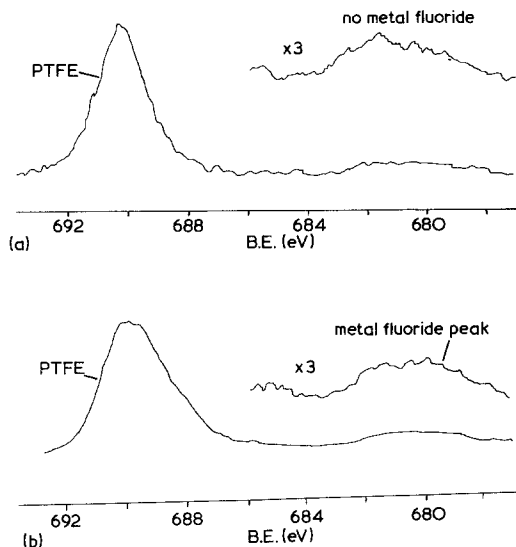 no metal fluoride
x3
PTFE
692 688 684 680
B.E. (eV)
(a)
metal fluoride peak
x3
PTFE
692 688 684 680
B.E. (eV)
(b)